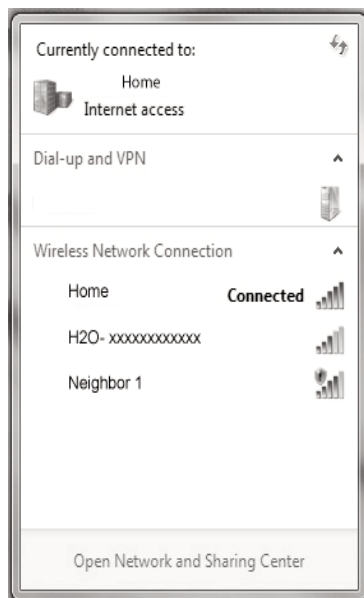 Currently connected to:
Home
Internet access
Dial-up and VPN
Wireless Network Connection
Home Connected
H2O- xxxxxxxxxxxx
Neighbor 1
Open Network and Sharing Center